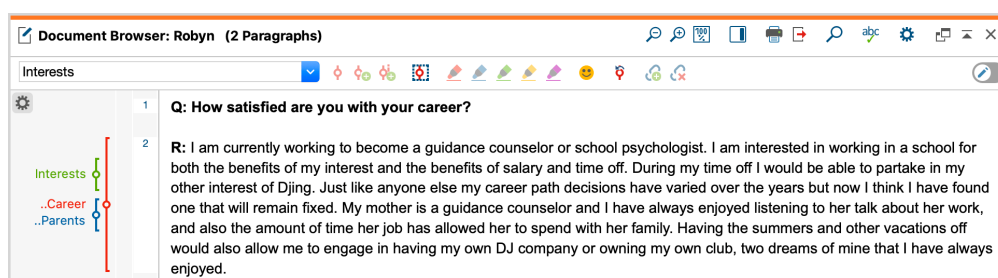 Document Browser: Robyn (2 Paragraphs)
100 %
abc
Interests
1 Q: How satisfied are you with your career?
2 R: I am currently working to become a guidance counselor or school psychologist. I am interested in working in a school for
both the benefits of my interest and the benefits of salary and time off. During my time off I would be able to partake in my
Interests
other interest of Djing. Just like anyone else my career path decisions have varied over the years but now I think I have found
..Career
one that will remain fixed. My mother is a guidance counselor and I have always enjoyed listening to her talk about her work,
..Parents
and also the amount of time her job has allowed her to spend with her family. Having the summers and other vacations off
would also allow me to engage in having my own DJ company or owning my own club, two dreams of mine that I have always
enjoyed.